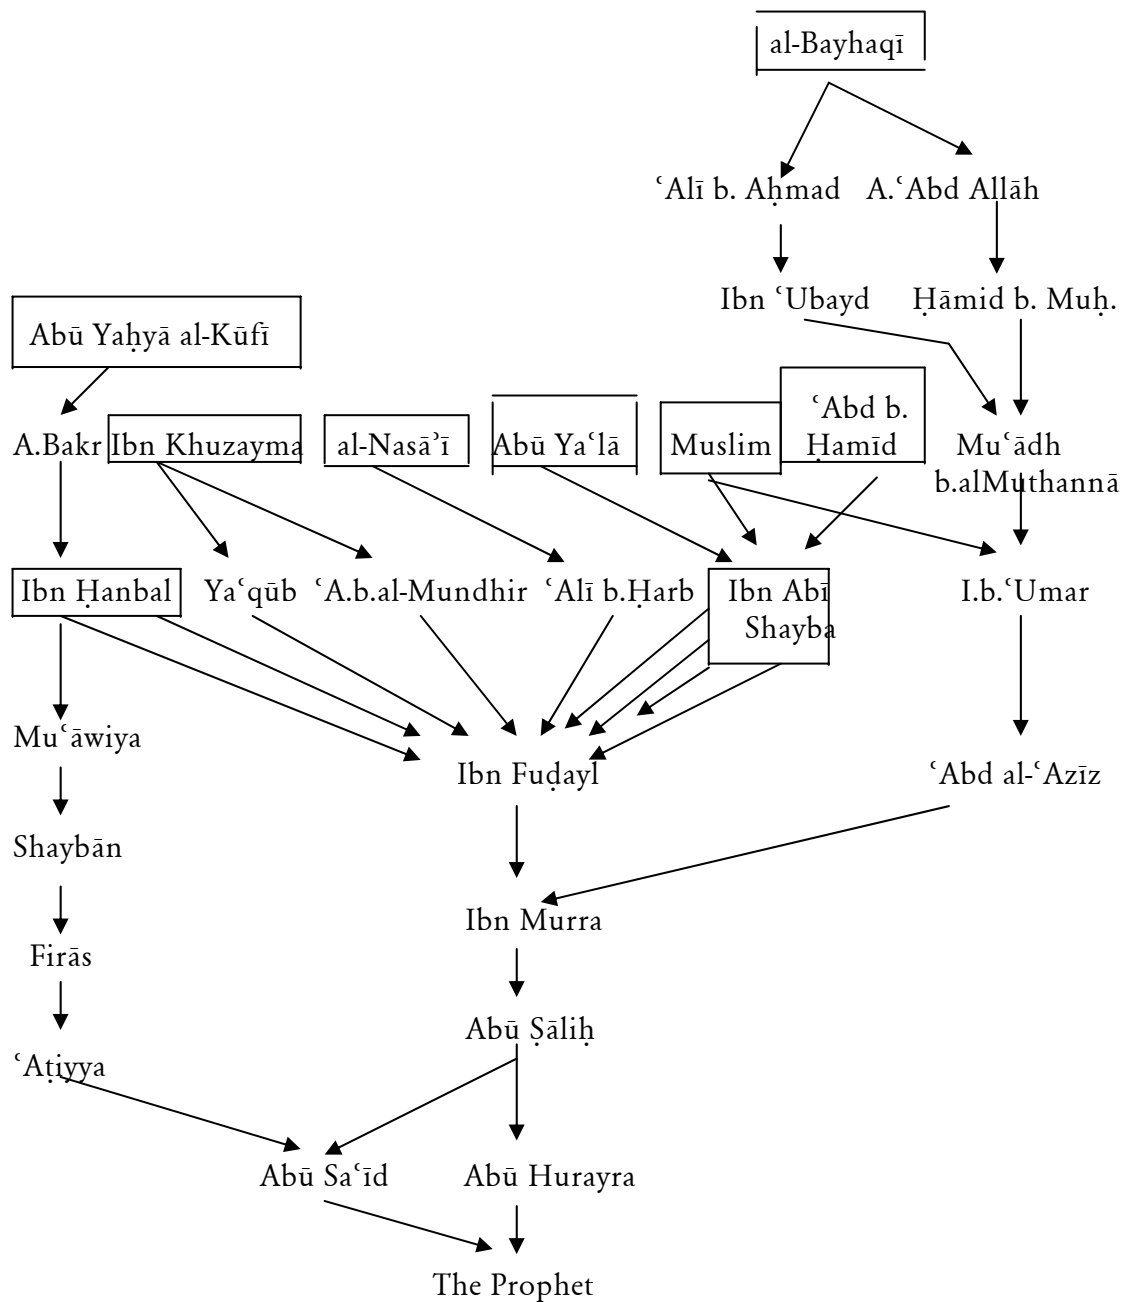 al-Bayhaqī
ʿAlī b. Aḥmad
A.ʿAbd Allāh
Ibn ʿUbayd
Ḥāmid b. Muḥ.
Abū Yaḥyā al-Kūfī
A.Bakr
Ibn Khuzayma
al-Nasāʾī
Abū Yaʿlā
Muslim
ʿAbd b.
Ḥamīd
Muʿādh
b.alMuthannā
Ibn Ḥanbal
Yaʿqūb
ʿA.b.al-Mundhir
ʿAlī b.Ḥarb
Ibn Abī
Shayba
I.b.ʿUmar
Muʿāwiya
Ibn Fuḍayl
ʿAbd al-ʿAzīz
Shaybān
Ibn Murra
Firās
Abū Ṣāliḥ
ʿAṭiyya
Abū Saʿīd
Abū Hurayra
The Prophet